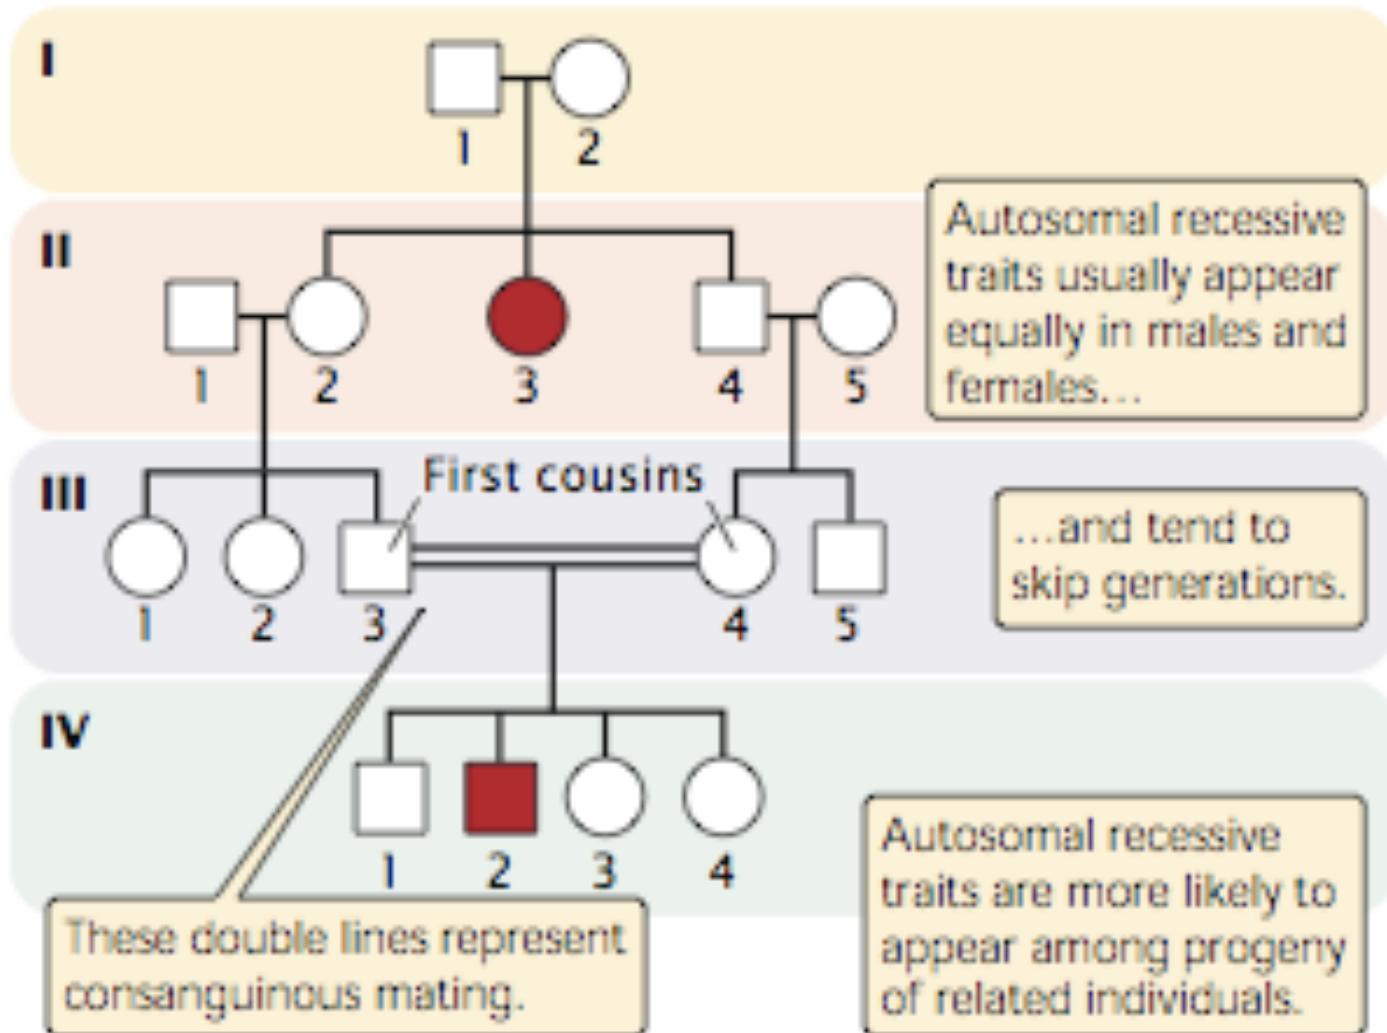 I
1 2
Autosomal recessive
traits usually appear
equally in males and
females...
II
1 2 3 4 5
First cousins
III
...and tend to
skip generations.
1 2 3 4 5
IV
1 2 3 4
Autosomal recessive
traits are more likely to
appear among progeny
of related individuals.
These double lines represent
consanguinous mating.